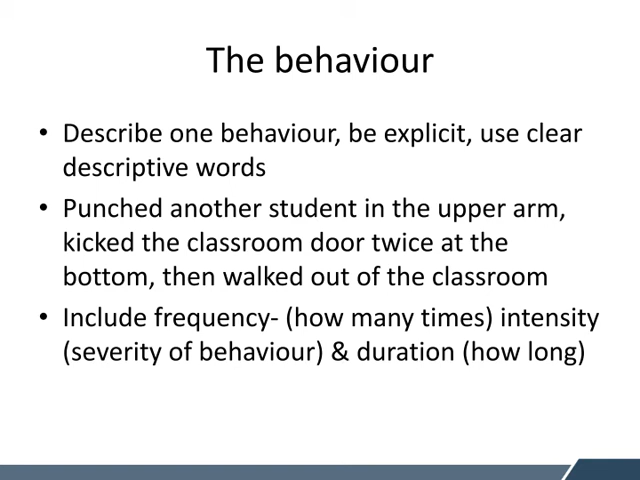 The behaviour
• Describe one behaviour, be explicit, use clear
descriptive words
• Punched another student in the upper arm,
kicked the classroom door twice at the
bottom, then walked out of the classroom
• Include frequency- (how many times) intensity
(severity of behaviour) & duration (how long)